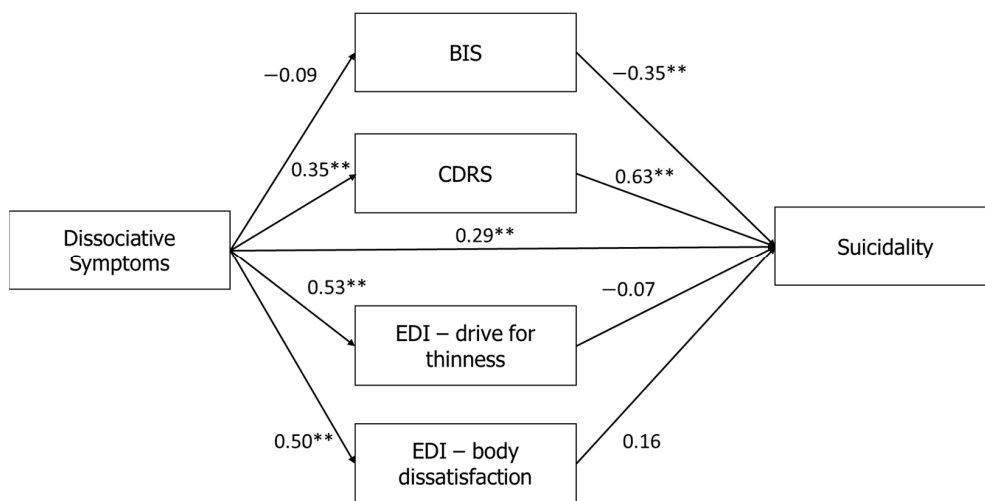 BIS
−0.09
−0.35**
0.35**
CDRS
0.63**
Dissociative
Symptoms
0.29**
Suicidality
0.53**
−0.07
EDI – drive for
thinness
0.50**
EDI – body
dissatisfaction
0.16